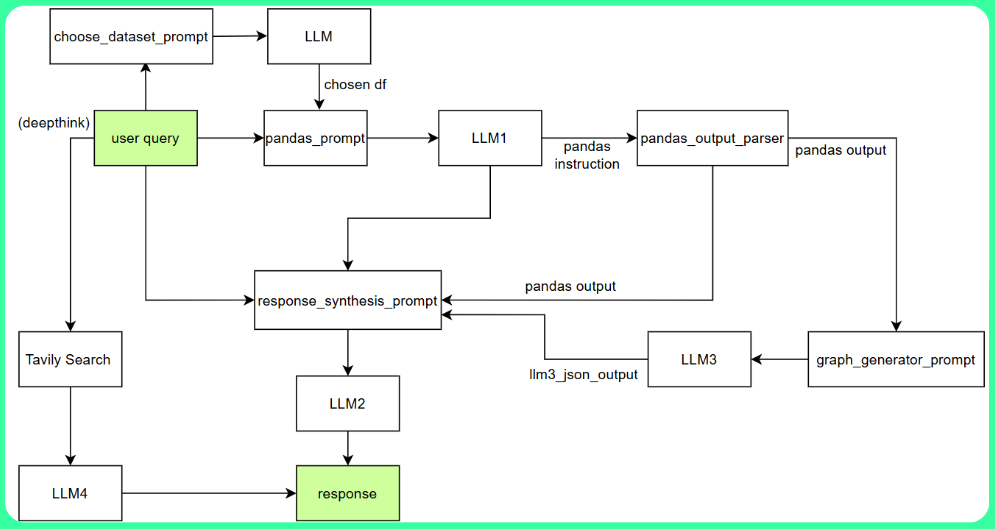 choose_dataset_prompt
LLM
chosen df
(deepthink)
user query
pandas_prompt
LLM1
pandas
instruction
pandas_output_parser
pandas output
pandas output
response_synthesis_prompt
Tavily Search
LLM3
graph_generator_prompt
llm3_json_output
LLM2
LLM4
response